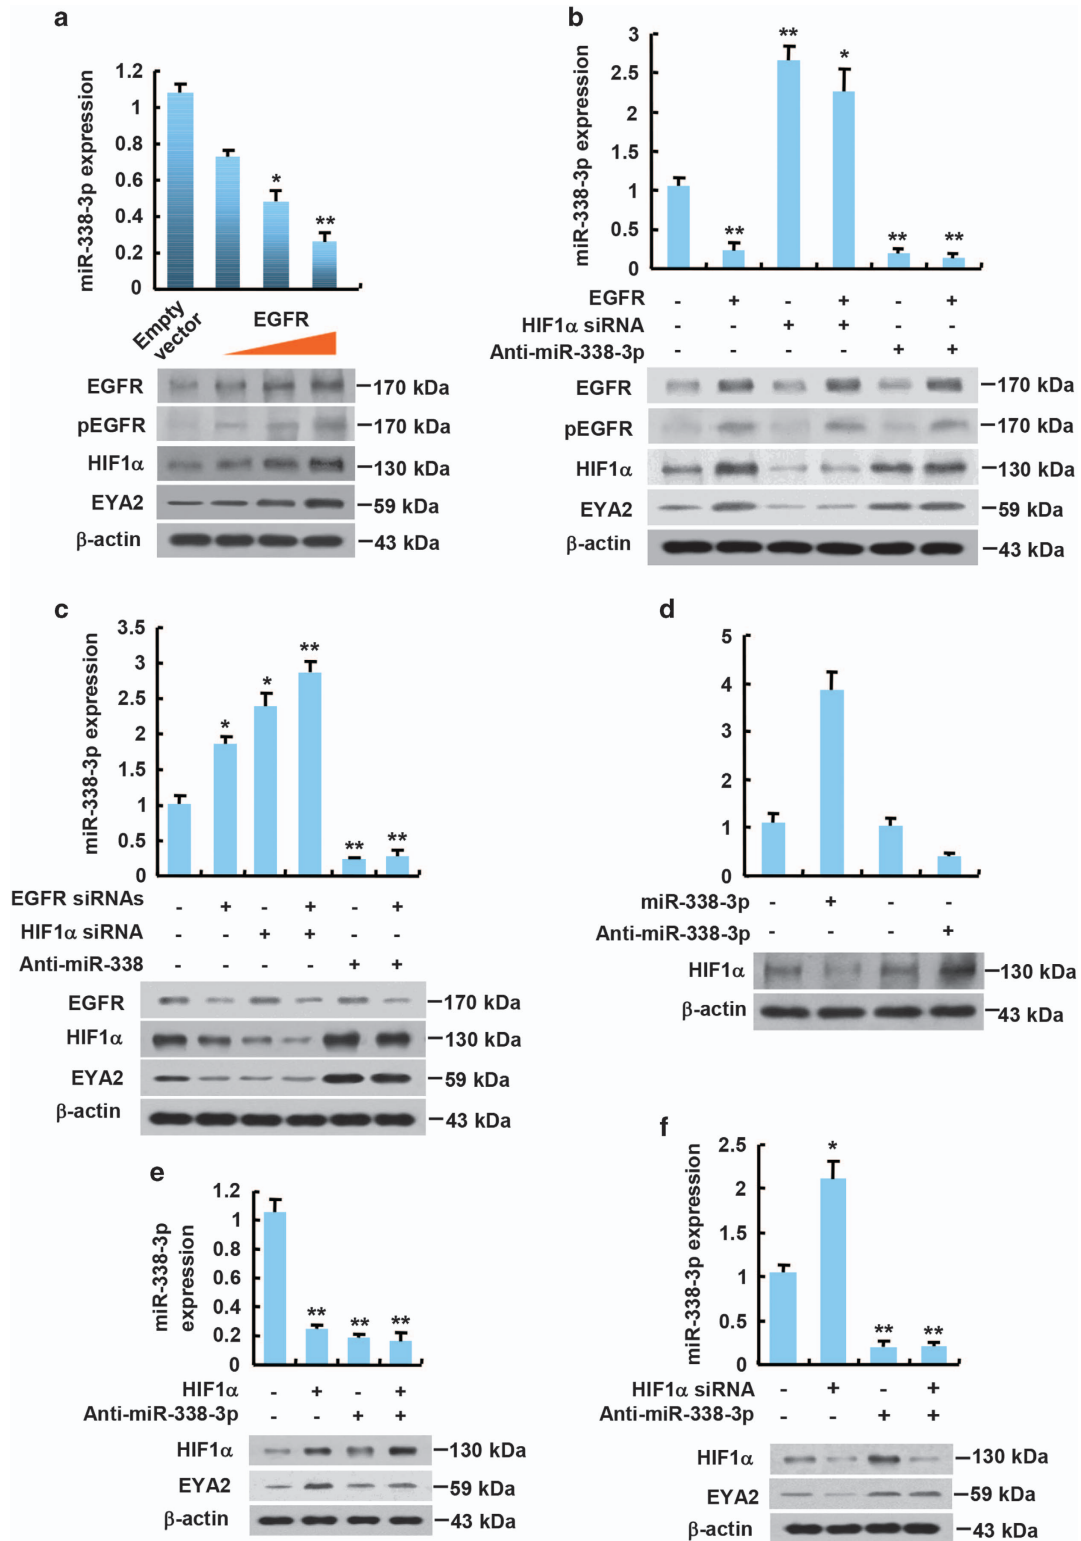 a
miR-338-3p expression
1.2
1
0.8
0.6
0.4
0.2
0
*
**
Empty vector
EGFR
EGFR
170 kDa
pEGFR
170 kDa
HIF1α
130 kDa
EYA2
59 kDa
β-actin
43 kDa
b
miR-338-3p expression
3
2.5
2
1.5
1
0.5
0
** ** * ** **
EGFR - + - + - +
HIF1α siRNA - - + + - -
Anti-miR-338-3p - - - - + +
EGFR
170 kDa
pEGFR
170 kDa
HIF1α
130 kDa
EYA2
59 kDa
β-actin
43 kDa
c
miR-338-3p expression
3.5
3
2.5
2
1.5
1
0.5
0
* * ** ** **
EGFR siRNAs - + - + - +
HIF1α siRNA - - + + - -
Anti-miR-338 - - - - + +
EGFR
170 kDa
HIF1α
130 kDa
EYA2
59 kDa
β-actin
43 kDa
d
5
4
3
2
1
0
miR-338-3p - + - -
Anti-miR-338-3p - - - +
HIF1α
130 kDa
β-actin
43 kDa
e
miR-338-3p
expression
1.2
1
0.8
0.6
0.4
0.2
0
** ** **
HIF1α - + - +
Anti-miR-338-3p - - + +
HIF1α
130 kDa
EYA2
59 kDa
β-actin
43 kDa
f
miR-338-3p expression
2.5
2
1.5
1
0.5
0
* ** **
HIF1α siRNA - + - +
Anti-miR-338-3p - - + +
HIF1α
130 kDa
EYA2
59 kDa
β-actin
43 kDa